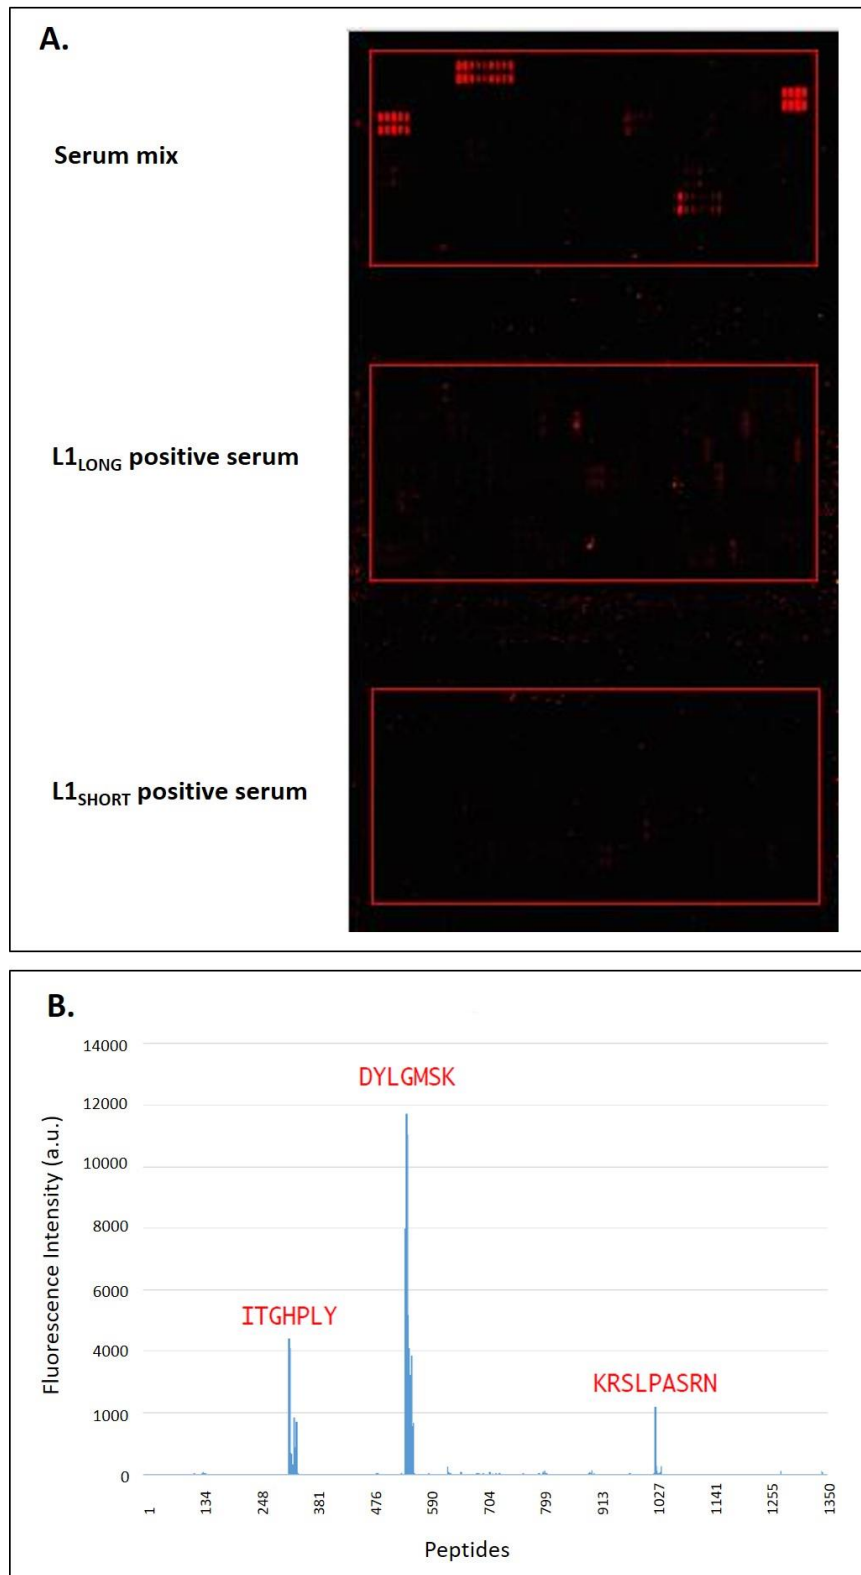 A.
Serum mix
L1LONG positive serum
L1SHORT positive serum
B.
14000
12000
10000
8000
6000
4000
1000
0
Fluorescence Intensity (a.u.)
DYLGMSK
ITGHPLY
KRSLPASRN
1
134
248
381
476
590
704
799
913
1027
1141
1255
1350
Peptides